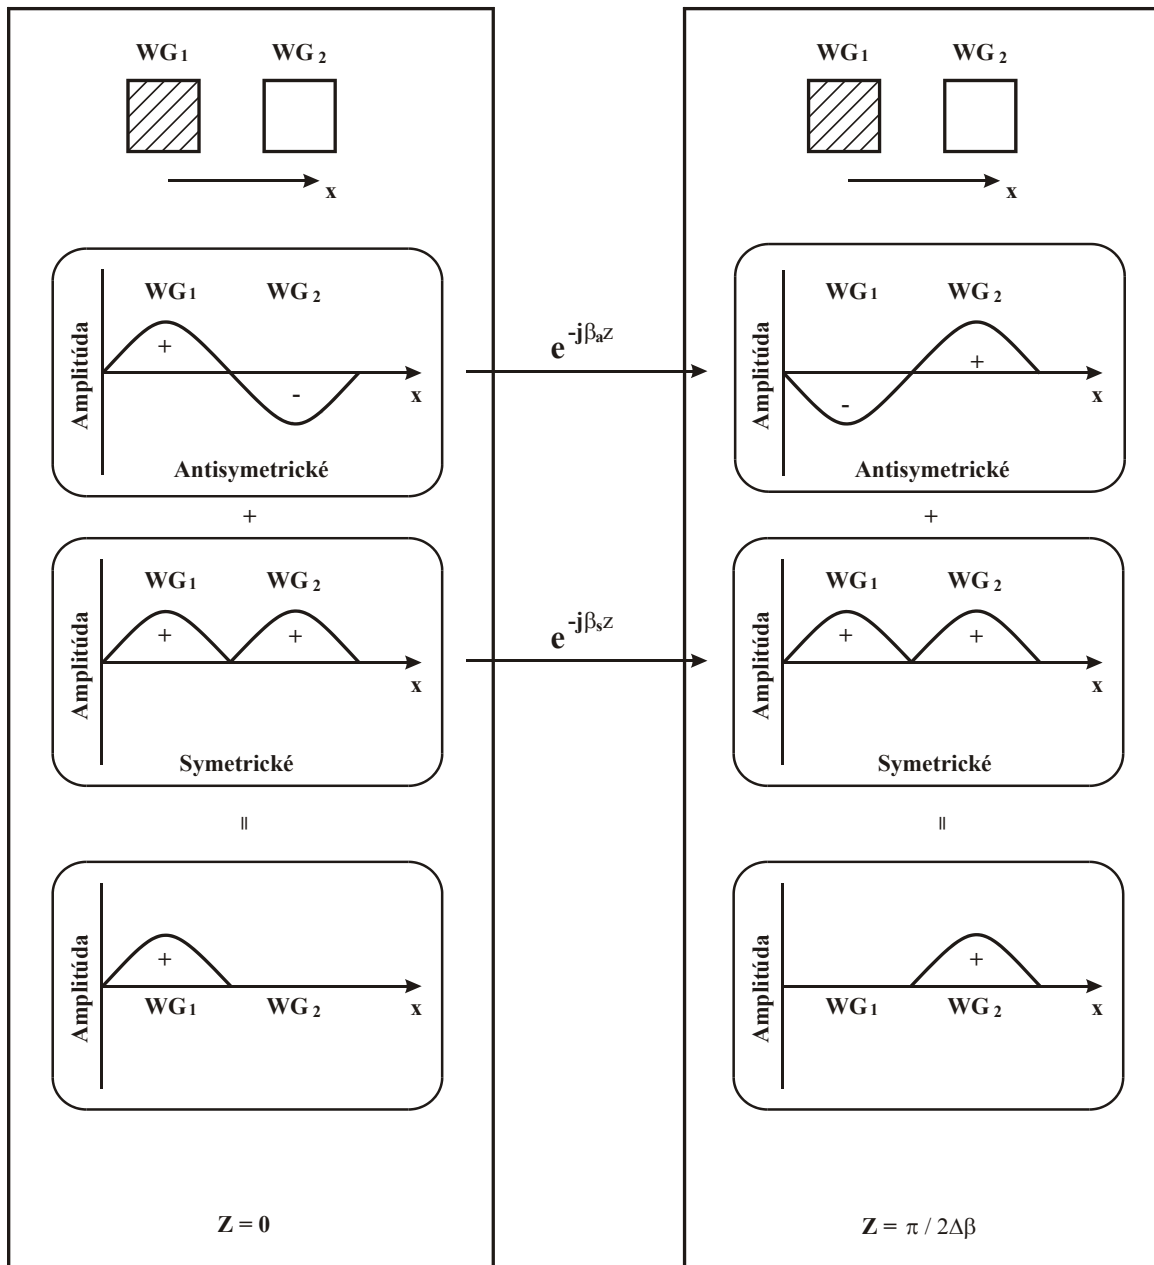 WG1 WG2
x
Amplitúda
WG1 WG2
+
-
x
Antisymetrické
+
Amplitúda
WG1 WG2
+ +
x
Symetrické
=
Amplitúda
+
WG1 WG2
x
Z = 0
e^-jβaz
e^-jβsz
WG1 WG2
x
Amplitúda
WG1 WG2
-
+
x
Antisymetrické
+
Amplitúda
WG1 WG2
+ +
x
Symetrické
=
Amplitúda
+
WG1 WG2
x
Z = π / 2Δβ